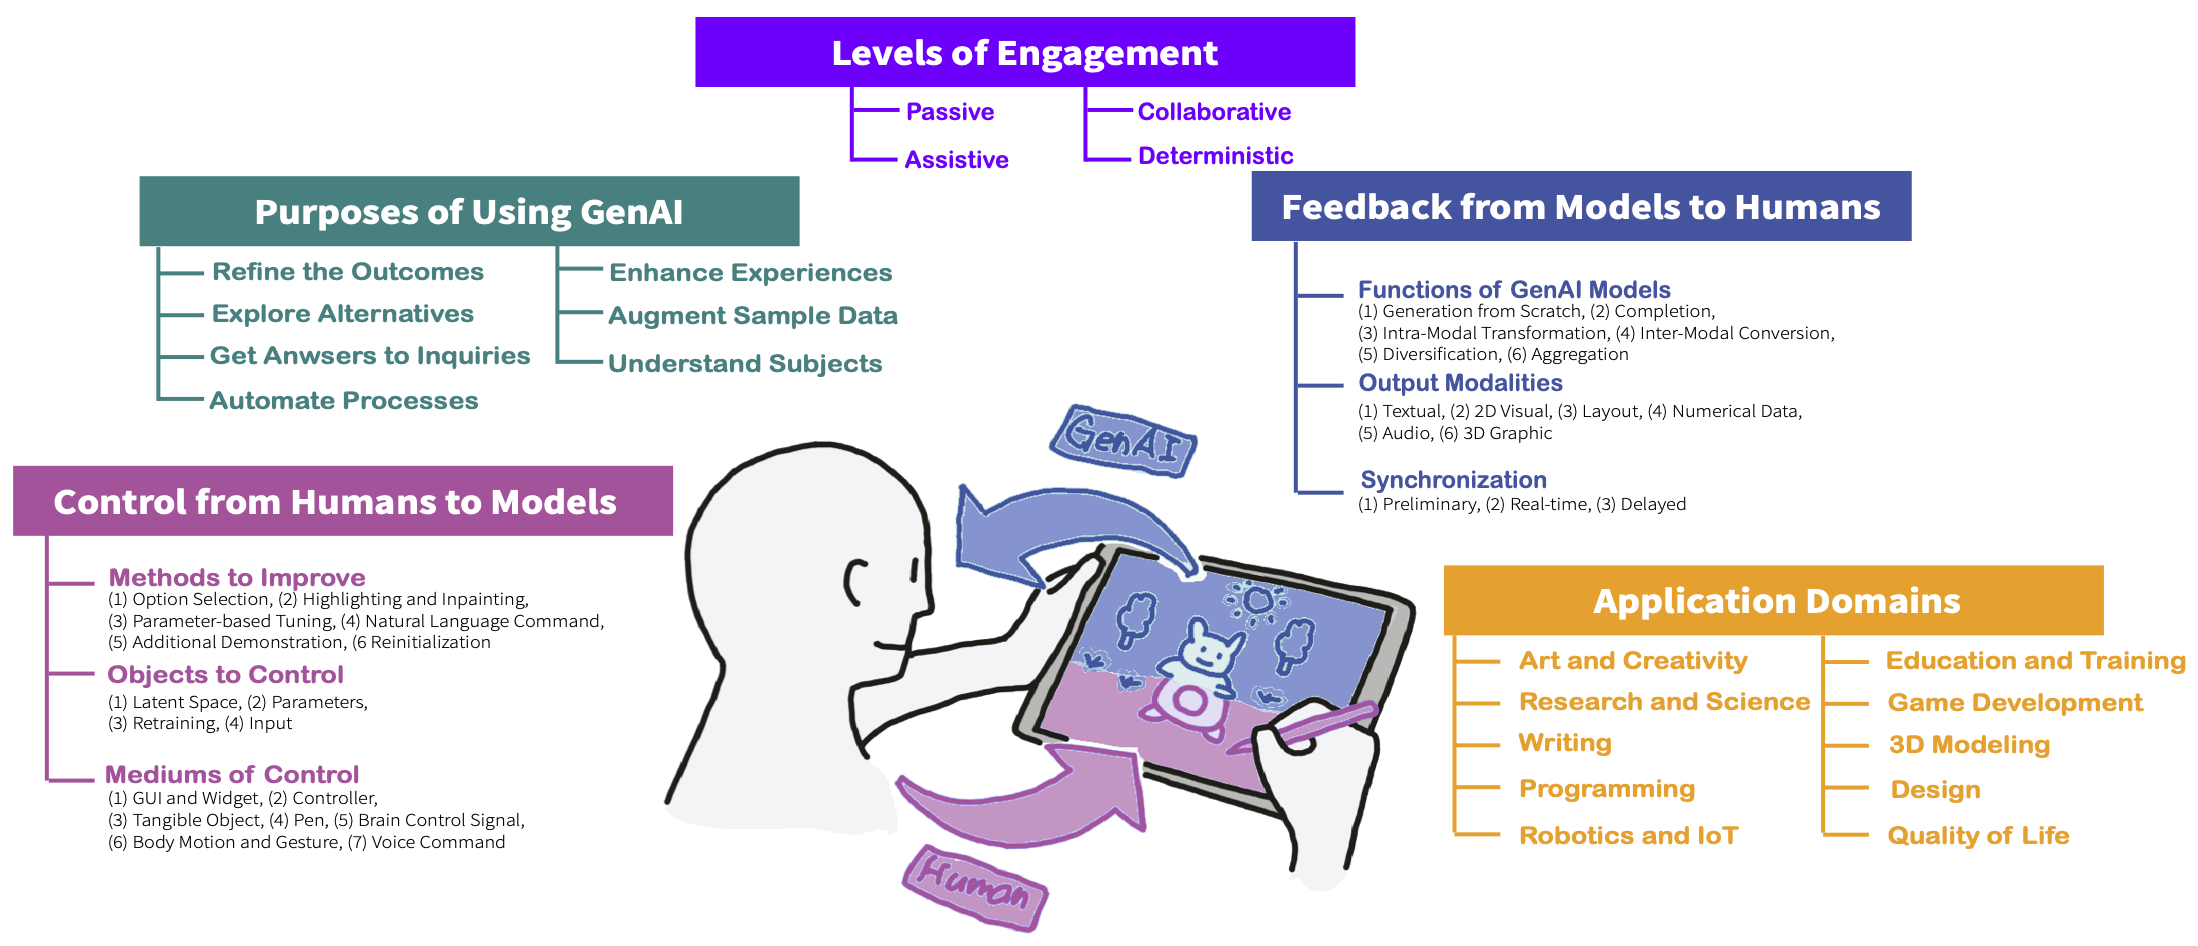 Levels of Engagement
Passive
Assistive
Collaborative
Deterministic
Purposes of Using GenAI
Refine the Outcomes
Explore Alternatives
Get Anwsers to Inquiries
Automate Processes
Enhance Experiences
Augment Sample Data
Understand Subjects
Feedback from Models to Humans
Functions of GenAI Models
(1) Generation from Scratch, (2) Completion,
(3) Intra-Modal Transformation, (4) Inter-Modal Conversion,
(5) Diversification, (6) Aggregation
Output Modalities
(1) Textual, (2) 2D Visual, (3) Layout, (4) Numerical Data,
(5) Audio, (6) 3D Graphic
Synchronization
(1) Preliminary, (2) Real-time, (3) Delayed
Control from Humans to Models
Methods to Improve
(1) Option Selection, (2) Highlighting and Inpainting,
(3) Parameter-based Tuning, (4) Natural Language Command,
(5) Additional Demonstration, (6 Reinitialization
Objects to Control
(1) Latent Space, (2) Parameters,
(3) Retraining, (4) Input
Mediums of Control
(1) GUI and Widget, (2) Controller,
(3) Tangible Object, (4) Pen, (5) Brain Control Signal,
(6) Body Motion and Gesture, (7) Voice Command
GenAI
Human
Application Domains
Art and Creativity
Research and Science
Writing
Programming
Robotics and IoT
Education and Training
Game Development
3D Modeling
Design
Quality of Life